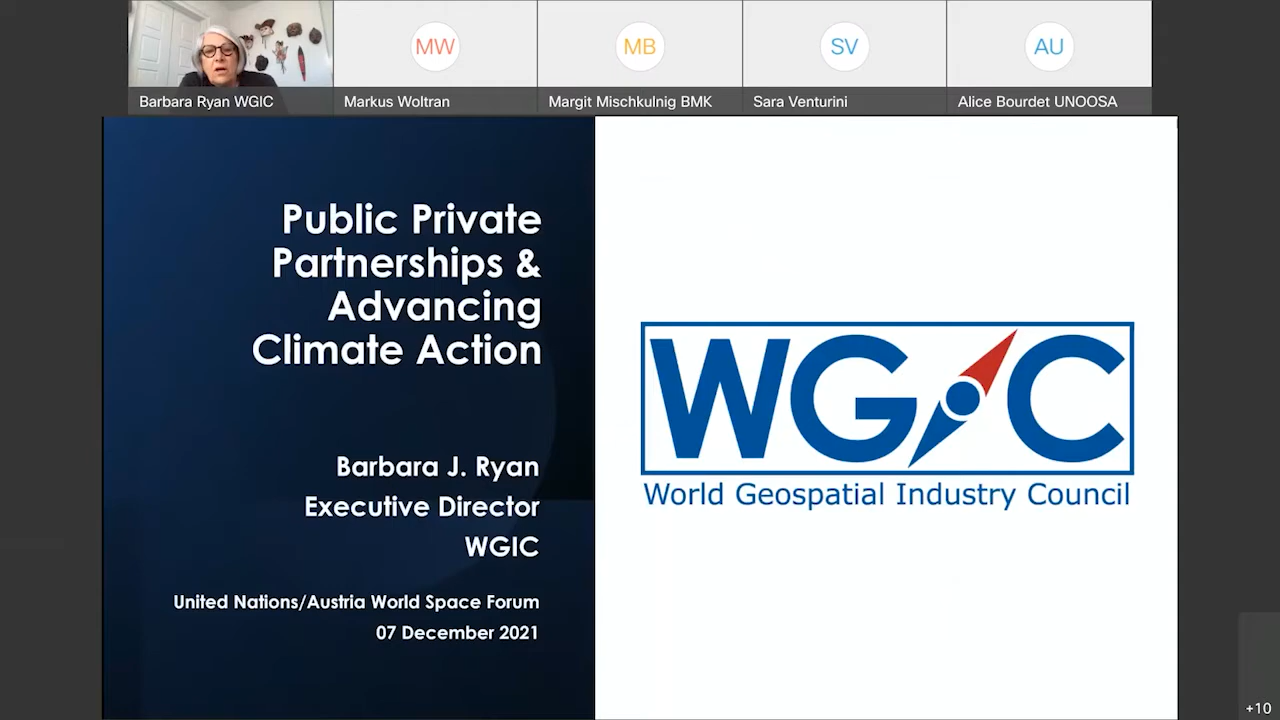 MW
MB
SV
AU
Barbara Ryan WGIC
Markus Woltran
Margit Mischkulnig BMK
Sara Venturini
Alice Bourdet UNOOSA
Public Private
Partnerships &
Advancing
Climate Action
Barbara J. Ryan
Executive Director
WGIC
United Nations/Austria World Space Forum
07 December 2021
WGIC
World Geospatial Industry Council
+10